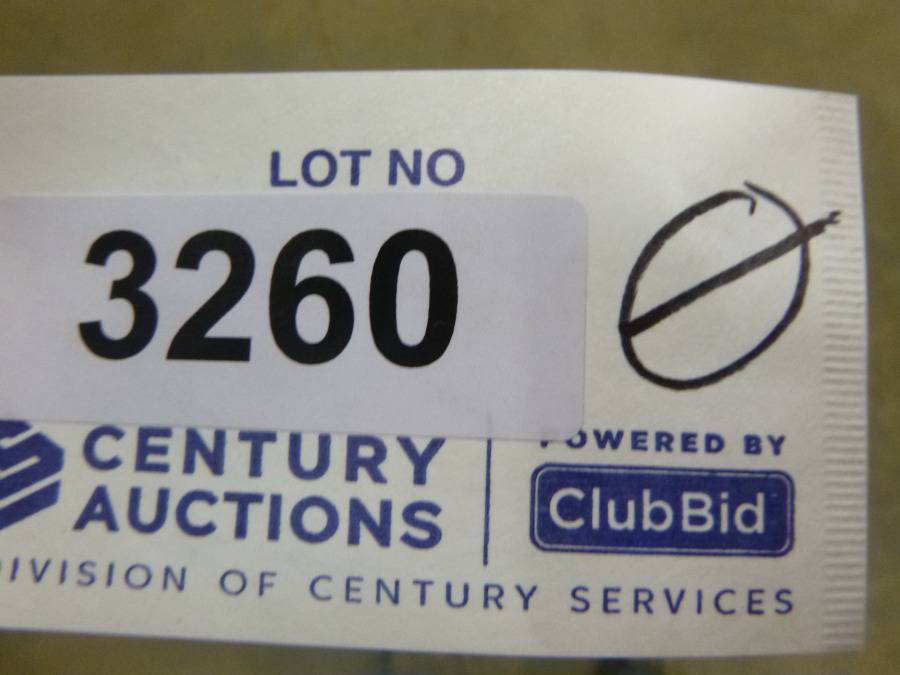 LOT NO
3260
CENTURY
AUCTIONS
POWERED BY
ClubBid
DIVISION OF CENTURY SERVICES